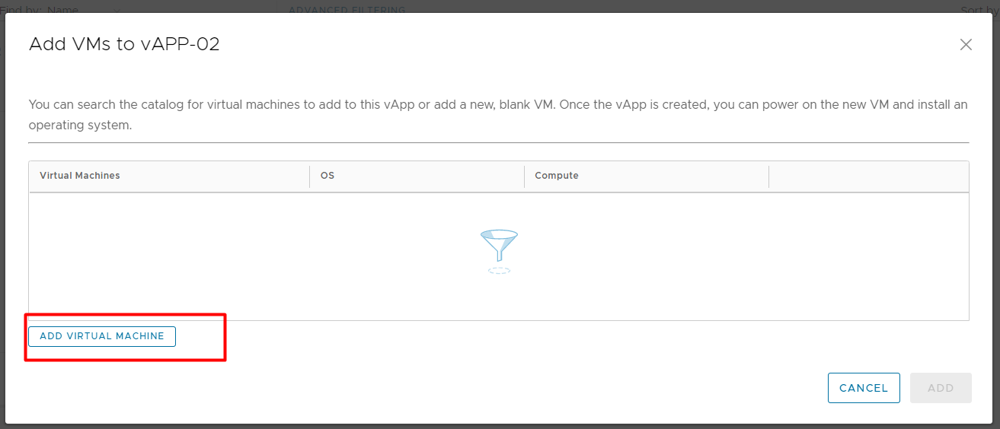 Find by: Name ADVANCED FILTERING Sort by
Add VMs to vAPP-02
You can search the catalog for virtual machines to add to this vApp or add a new, blank VM. Once the vApp is created, you can power on the new VM and install an
operating system.
Virtual Machines OS Compute
ADD VIRTUAL MACHINE
CANCEL ADD